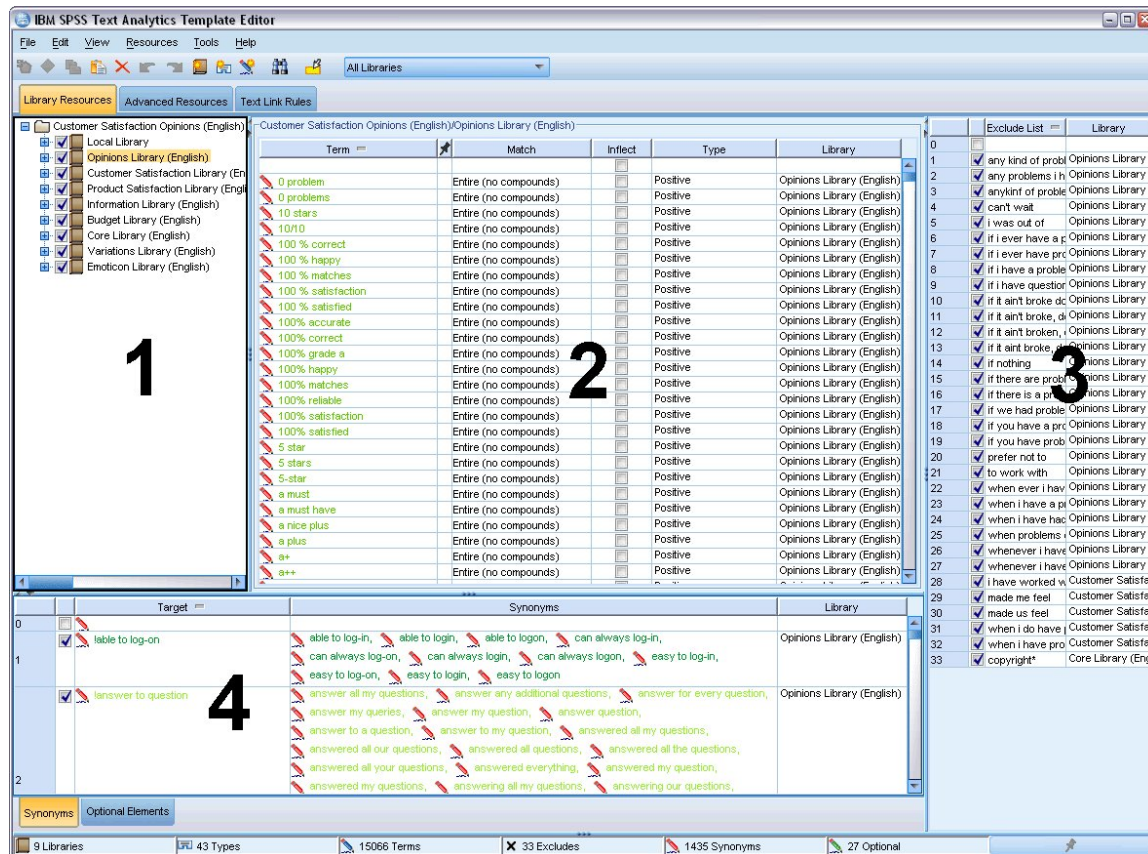 IBM SPSS Text Analytics Template Editor
File Edit View Resources Tools Help
All Libraries
Library Resources Advanced Resources Text Link Rules
Customer Satisfaction Opinions (English)
Local Library
Opinions Library (English)
Customer Satisfaction Library (En
Product Satisfaction Library (Engli
Information Library (English)
Budget Library (English)
Core Library (English)
Variations Library (English)
Emoticon Library (English)
1
Customer Satisfaction Opinions (English)/Opinions Library (English)
Term Match Inflect Type Library
0 problem Entire (no compounds) Positive Opinions Library (English)
0 problems Entire (no compounds) Positive Opinions Library (English)
10 stars Entire (no compounds) Positive Opinions Library (English)
10/10 Entire (no compounds) Positive Opinions Library (English)
100 % correct Entire (no compounds) Positive Opinions Library (English)
100 % happy Entire (no compounds) Positive Opinions Library (English)
100 % matches Entire (no compounds) Positive Opinions Library (English)
100 % satisfaction Entire (no compounds) Positive Opinions Library (English)
100 % satisfied Entire (no compounds) Positive Opinions Library (English)
100% accurate Entire (no compounds) Positive Opinions Library (English)
100% correct Entire (no compounds) Positive Opinions Library (English)
100% grade a Entire (no compounds) Positive Opinions Library (English)
100% happy Entire (no compounds) Positive Opinions Library (English)
100% matches Entire (no compounds) Positive Opinions Library (English)
100% reliable Entire (no compounds) Positive Opinions Library (English)
100% satisfaction Entire (no compounds) Positive Opinions Library (English)
100% satisfied Entire (no compounds) Positive Opinions Library (English)
5 star Entire (no compounds) Positive Opinions Library (English)
5 stars Entire (no compounds) Positive Opinions Library (English)
5-star Entire (no compounds) Positive Opinions Library (English)
a must Entire (no compounds) Positive Opinions Library (English)
a must have Entire (no compounds) Positive Opinions Library (English)
a nice plus Entire (no compounds) Positive Opinions Library (English)
a plus Entire (no compounds) Positive Opinions Library (English)
a+ Entire (no compounds) Positive Opinions Library (English)
a++ Entire (no compounds) Positive Opinions Library (English)
2
Exclude List Library
0
1 any kind of probl Opinions Library
2 any problems i h Opinions Library
3 anykinf of proble Opinions Library
4 can't wait Opinions Library
5 i was out of Opinions Library
6 if i ever have a p Opinions Library
7 if i ever have pro Opinions Library
8 if i have a proble Opinions Library
9 if i have question Opinions Library
10 if it ain't broke do Opinions Library
11 if it ain't broke, d Opinions Library
12 if it ain't broken, Opinions Library
13 if it aint broke, d Opinions Library
14 if nothing Opinions Library
15 if there are prob Opinions Library
16 if there is a pr Opinions Library
17 if we had proble Opinions Library
18 if you have a pro Opinions Library
19 if you have prob Opinions Library
20 prefer not to Opinions Library
21 to work with Opinions Library
22 when ever i hav Opinions Library
23 when i have a p Opinions Library
24 when i have had Opinions Library
25 when problems Opinions Library
26 whenever i have Opinions Library
27 whenever i have Opinions Library
28 i have worked w Customer Satisfa
29 made me feel Customer Satisfa
30 made us feel Customer Satisfa
31 when i do have Customer Satisfa
32 when i have pro Customer Satisfa
33 copyright* Core Library (Eng
3
Target Synonyms Library
0
1 !able to log-on able to log-in, able to login, able to logon, can always log-in, Opinions Library (English)
can always log-on, can always login, can always logon, easy to log-in,
easy to log-on, easy to login, easy to logon
2 !answer to question answer all my questions, answer any additional questions, answer for every question, Opinions Library (English)
answer my queries, answer my question, answer question,
answer to a question, answer to my question, answered all my questions,
answered all our questions, answered all questions, answered all the questions,
answered all your questions, answered everything, answered my question,
answered my questions, answering all my questions, answering our questions,
4
Synonyms Optional Elements
9 Libraries 43 Types 15066 Terms 33 Excludes 1435 Synonyms 27 Optional